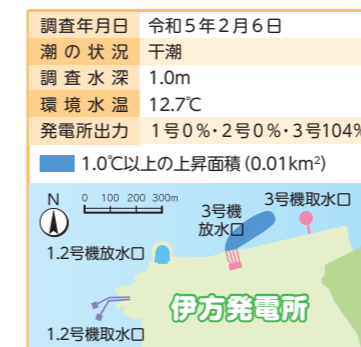 調査年月日 令和5年2月6日
潮の状況 干潮
調査水深 1.0m
環境水温 12.7℃
発電所出力 1号0%・2号0%・3号104%
1.0℃以上の上昇面積(0.01km²)
N 0 100 200 300m
3号機取水口
3号機
放水口
1.2号機放水口
伊方発電所
1.2号機取水口